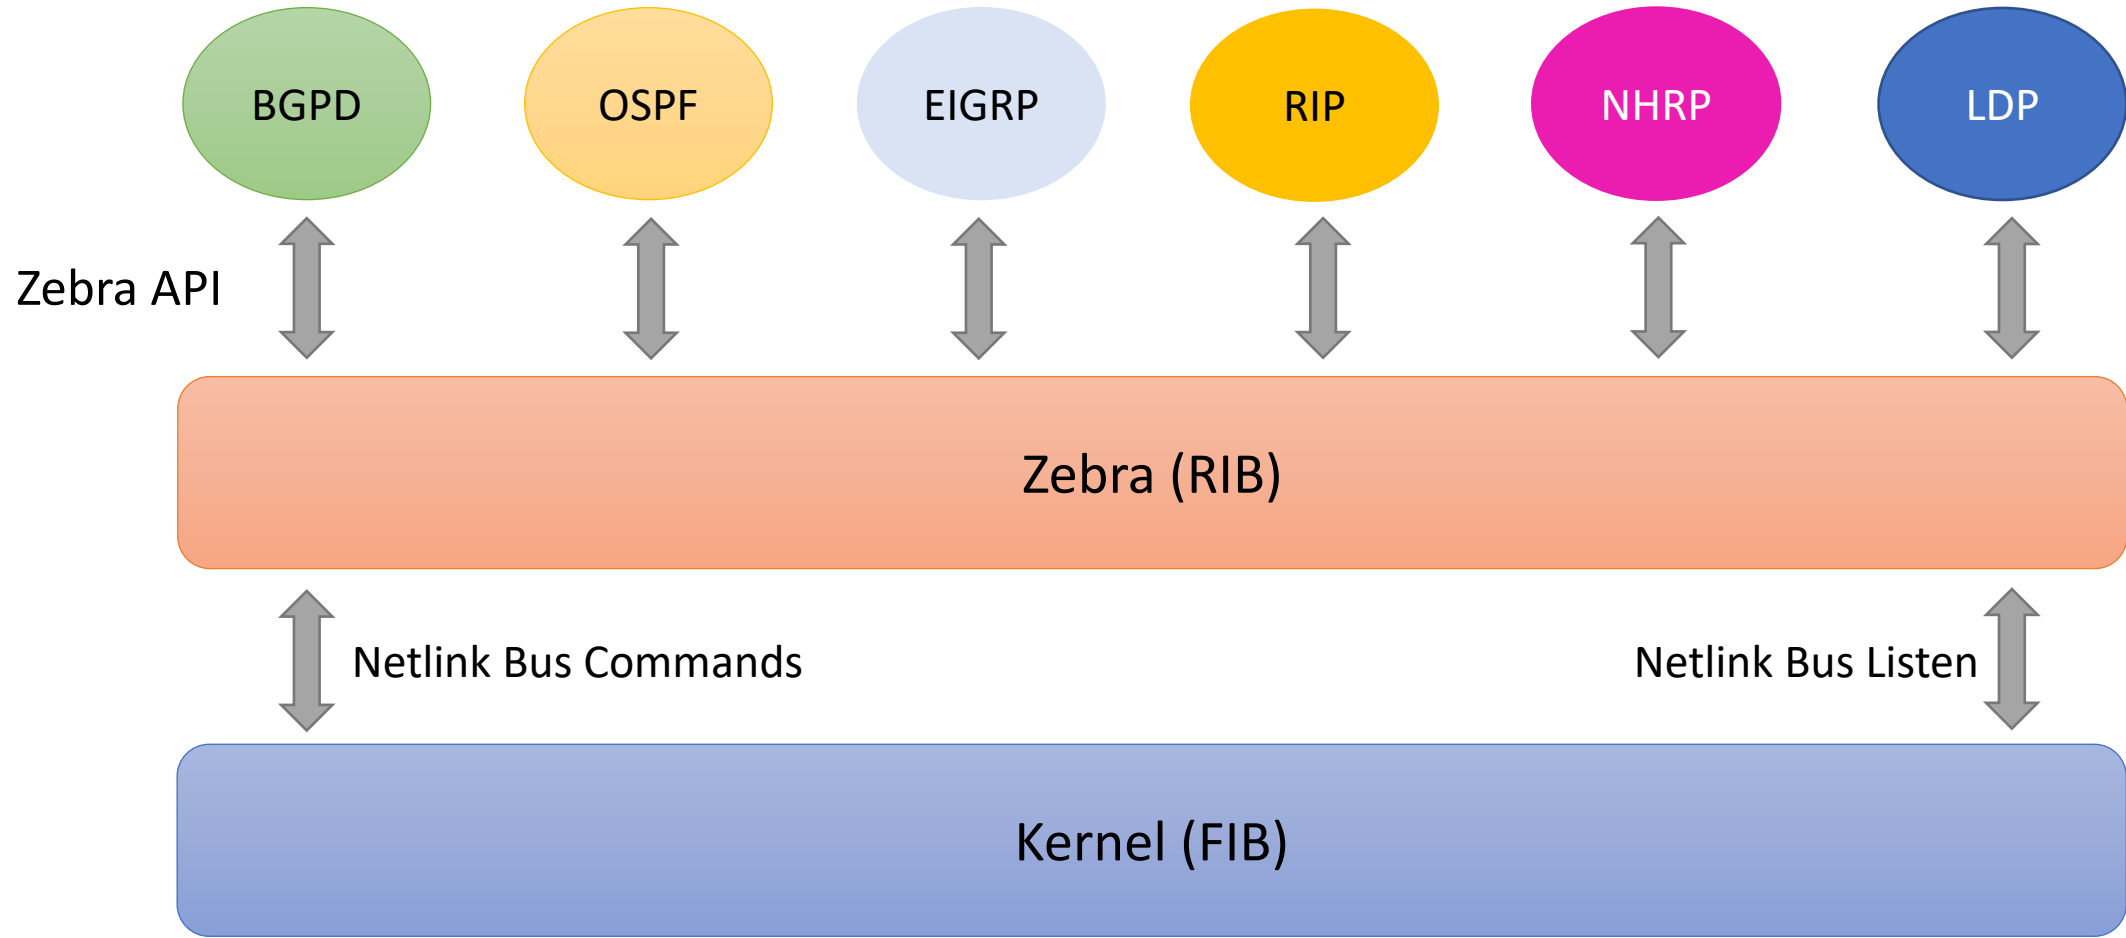 BGPD
OSPF
EIGRP
RIP
NHRP
LDP
Zebra API
Zebra (RIB)
Netlink Bus Commands
Netlink Bus Listen
Kernel (FIB)